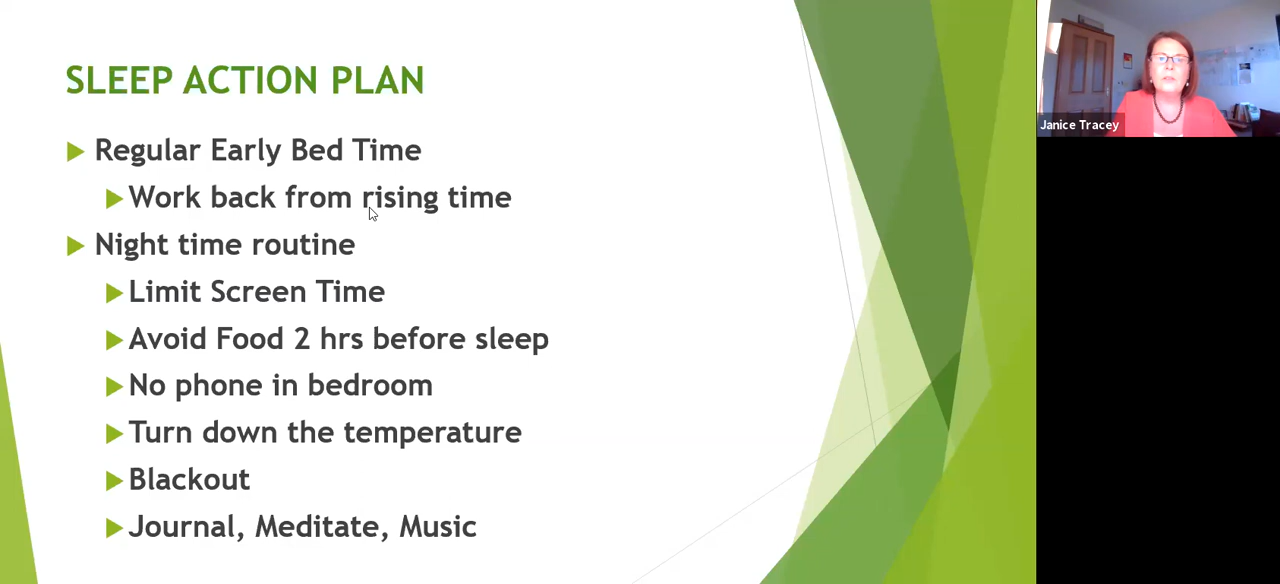 SLEEP ACTION PLAN
Regular Early Bed Time
Work back from rising time
Night time routine
Limit Screen Time
Avoid Food 2 hrs before sleep
No phone in bedroom
Turn down the temperature
Blackout
Journal, Meditate, Music
Janice Tracey